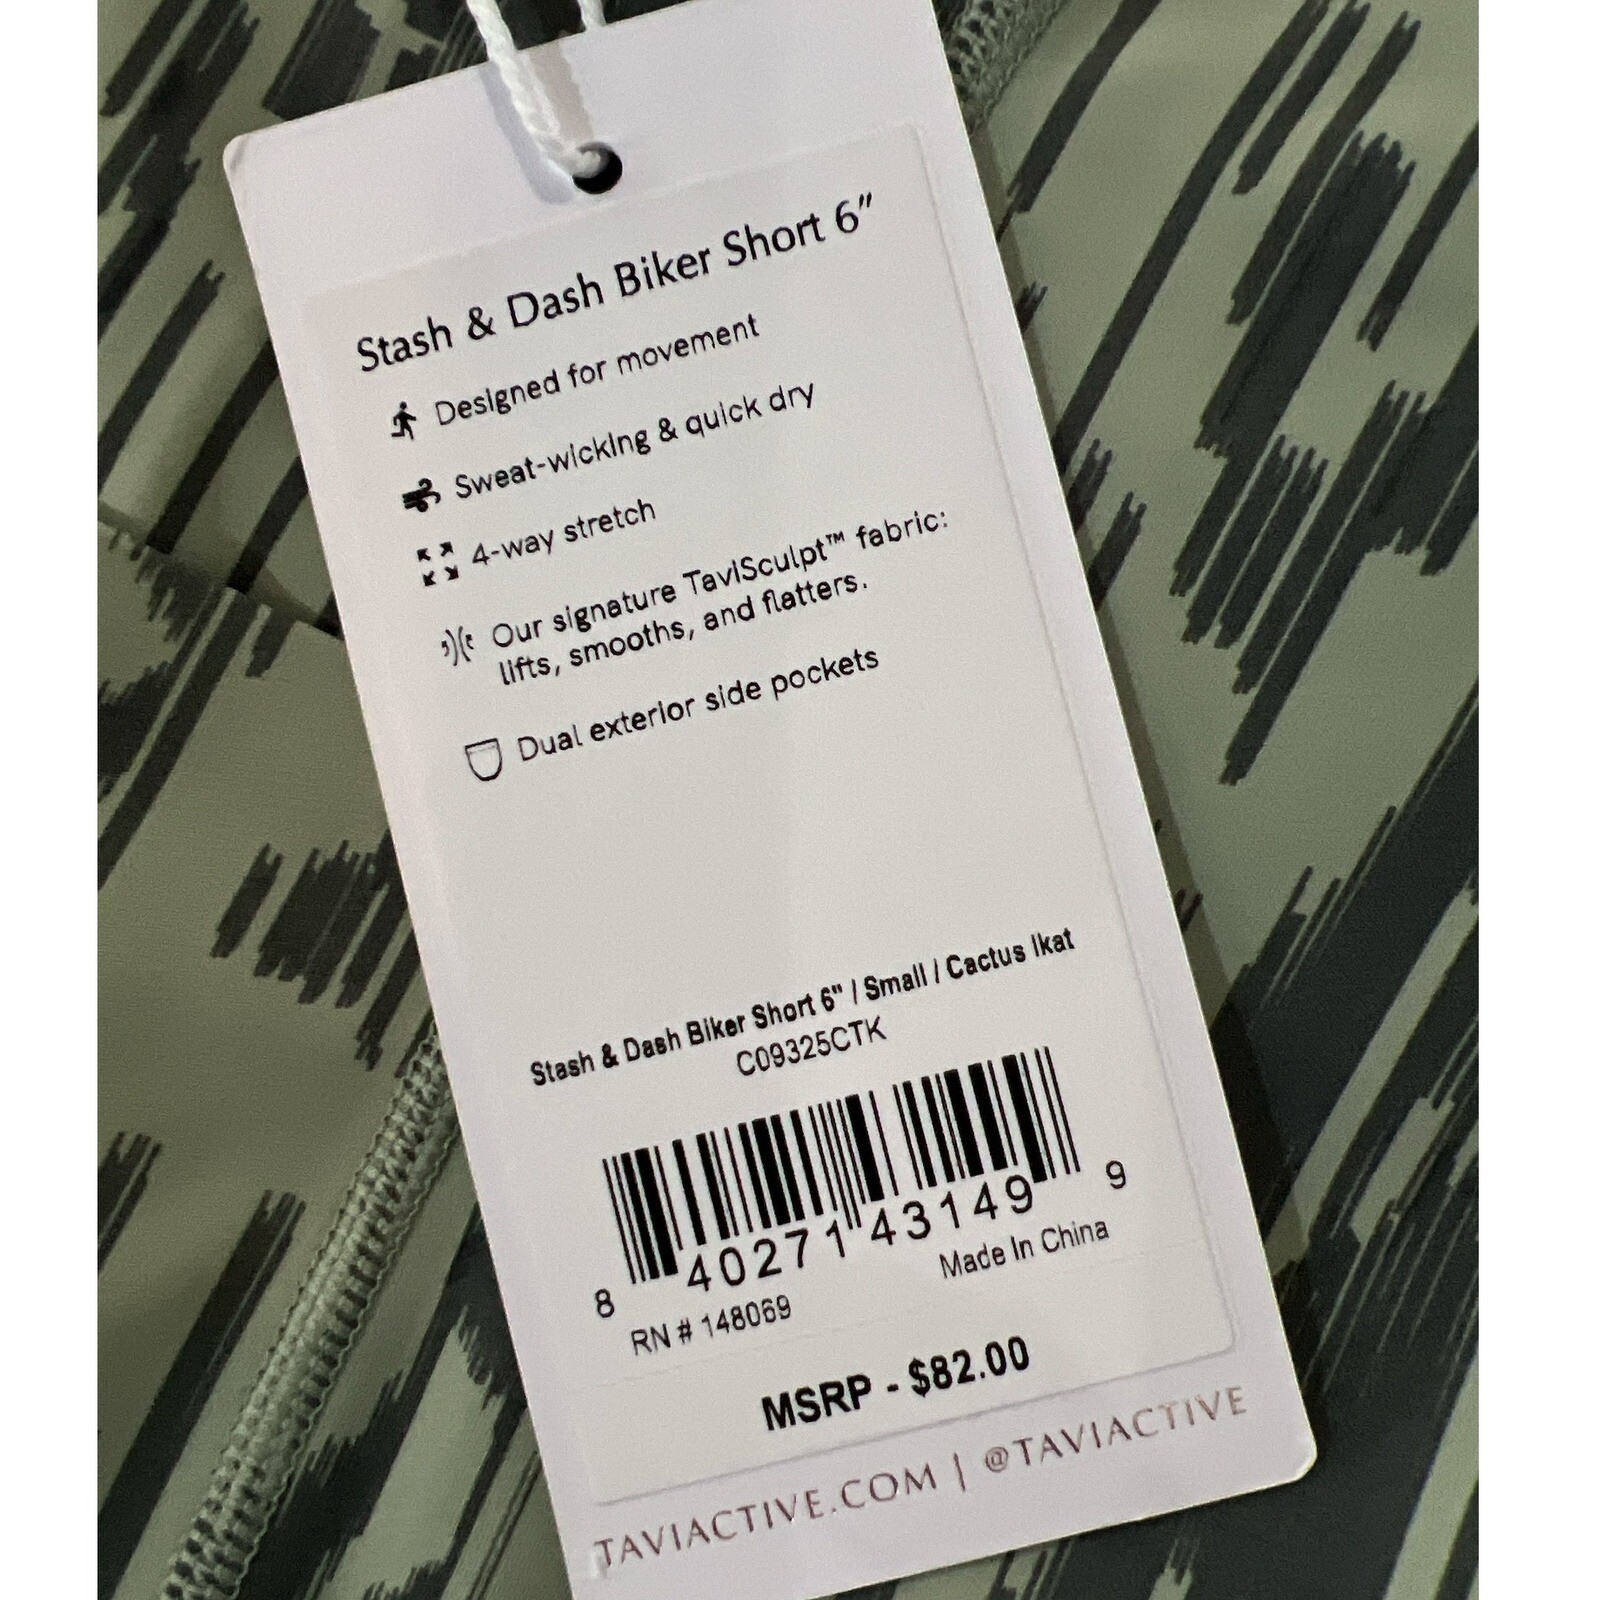 Stash & Dash Biker Short 6″
Designed for movement
Sweat-wicking & quick dry
4-way stretch
Our signature TaviSculpt™ fabric:
lifts, smooths, and flatters.
Dual exterior side pockets
Stash & Dash Biker Short 6" / Small / Cactus Ikat
C09325CTK
8 40271 43149 9
RN # 148069 Made In China
MSRP - $82.00
TAVIACTIVE.COM | @TAVIACTIVE